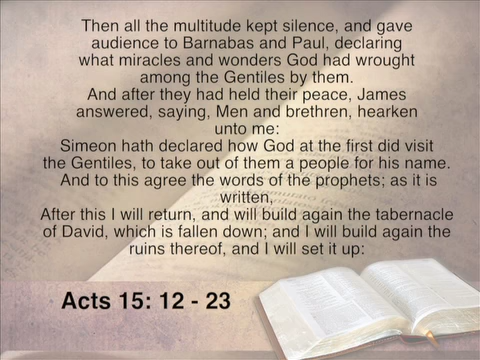 Then all the multitude kept silence, and gave
audience to Barnabas and Paul, declaring
what miracles and wonders God had wrought
among the Gentiles by them.
And after they had held their peace, James
answered, saying, Men and brethren, hearken
unto me:
Simeon hath declared how God at the first did visit
the Gentiles, to take out of them a people for his name.
And to this agree the words of the prophets; as it is
written,
After this I will return, and will build again the tabernacle
of David, which is fallen down; and I will build again the
ruins thereof, and I will set it up:
Acts 15: 12 - 23